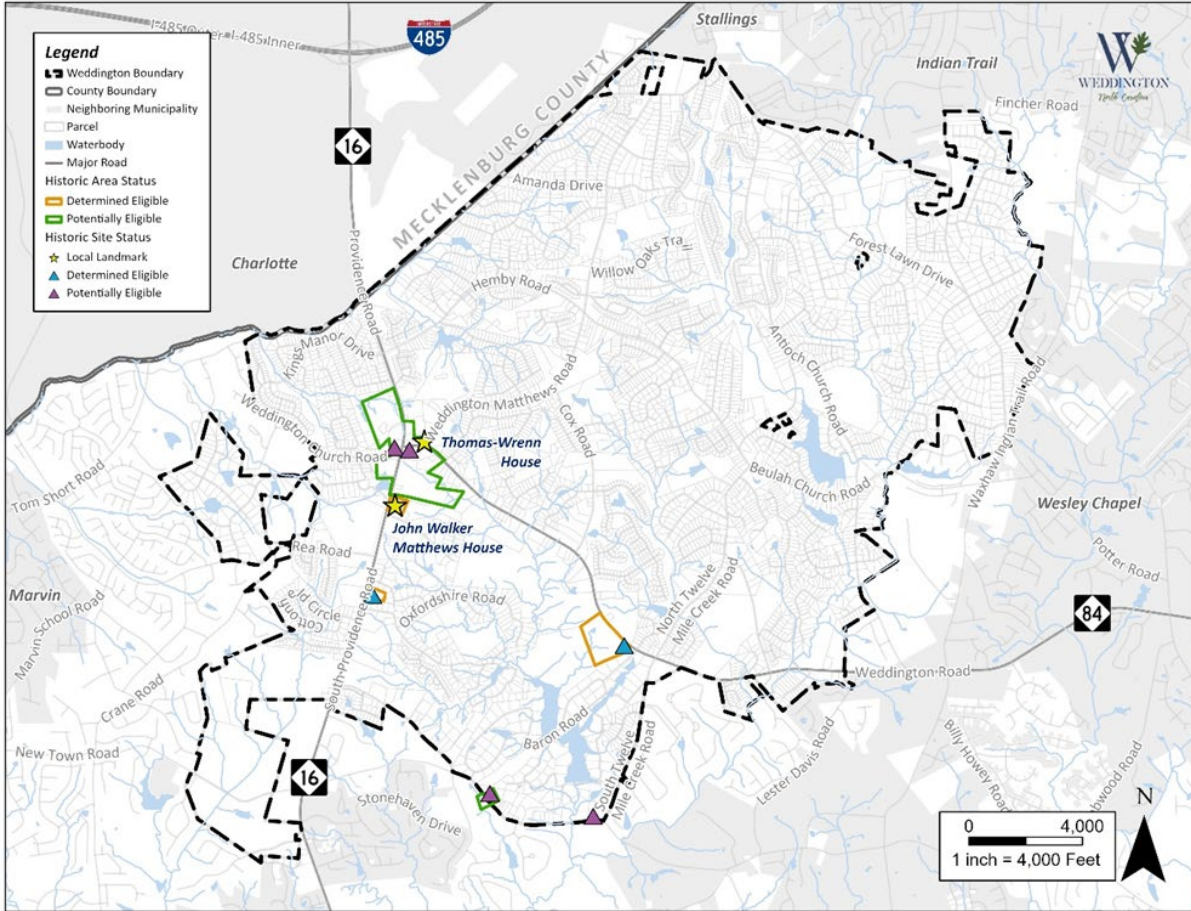 Stallings
I-485 Outer I-485 Inner
INTERSTATE
485
W
WEDDINGTON
North Carolina
Indian Trail
Fincher Road
Legend
Weddington Boundary
County Boundary
Neighboring Municipality
Parcel
Waterbody
Major Road
Historic Area Status
Determined Eligible
Potentially Eligible
Historic Site Status
Local Landmark
Determined Eligible
Potentially Eligible
16
MECKLENBURG COUNTY
Amanda Drive
Providence Road
Charlotte
Willow Oaks Trail
Forest Lawn Drive
Hemby Road
Kings Manor Drive
Weddington Matthews Road
Antioch Church Road
Waxhaw Indian Trail Road
Weddington
Church Road
Cox Road
Thomas-Wrenn
House
Beulah Church Road
Tom Short Road
Wesley Chapel
John Walker
Matthews House
Rea Road
Potter Road
Marvin
Marvin School Road
Oxfordshire Road
North Twelve
Mile Creek Road
84
Weddington Road
South Providence Road
Crane Road
Baron Road
New Town Road
16
Stonehaven Drive
South Twelve
Mile Creek Road
Lester Davis Road
Billy Howey Road
N
0 4,000
1 inch = 4,000 Feet